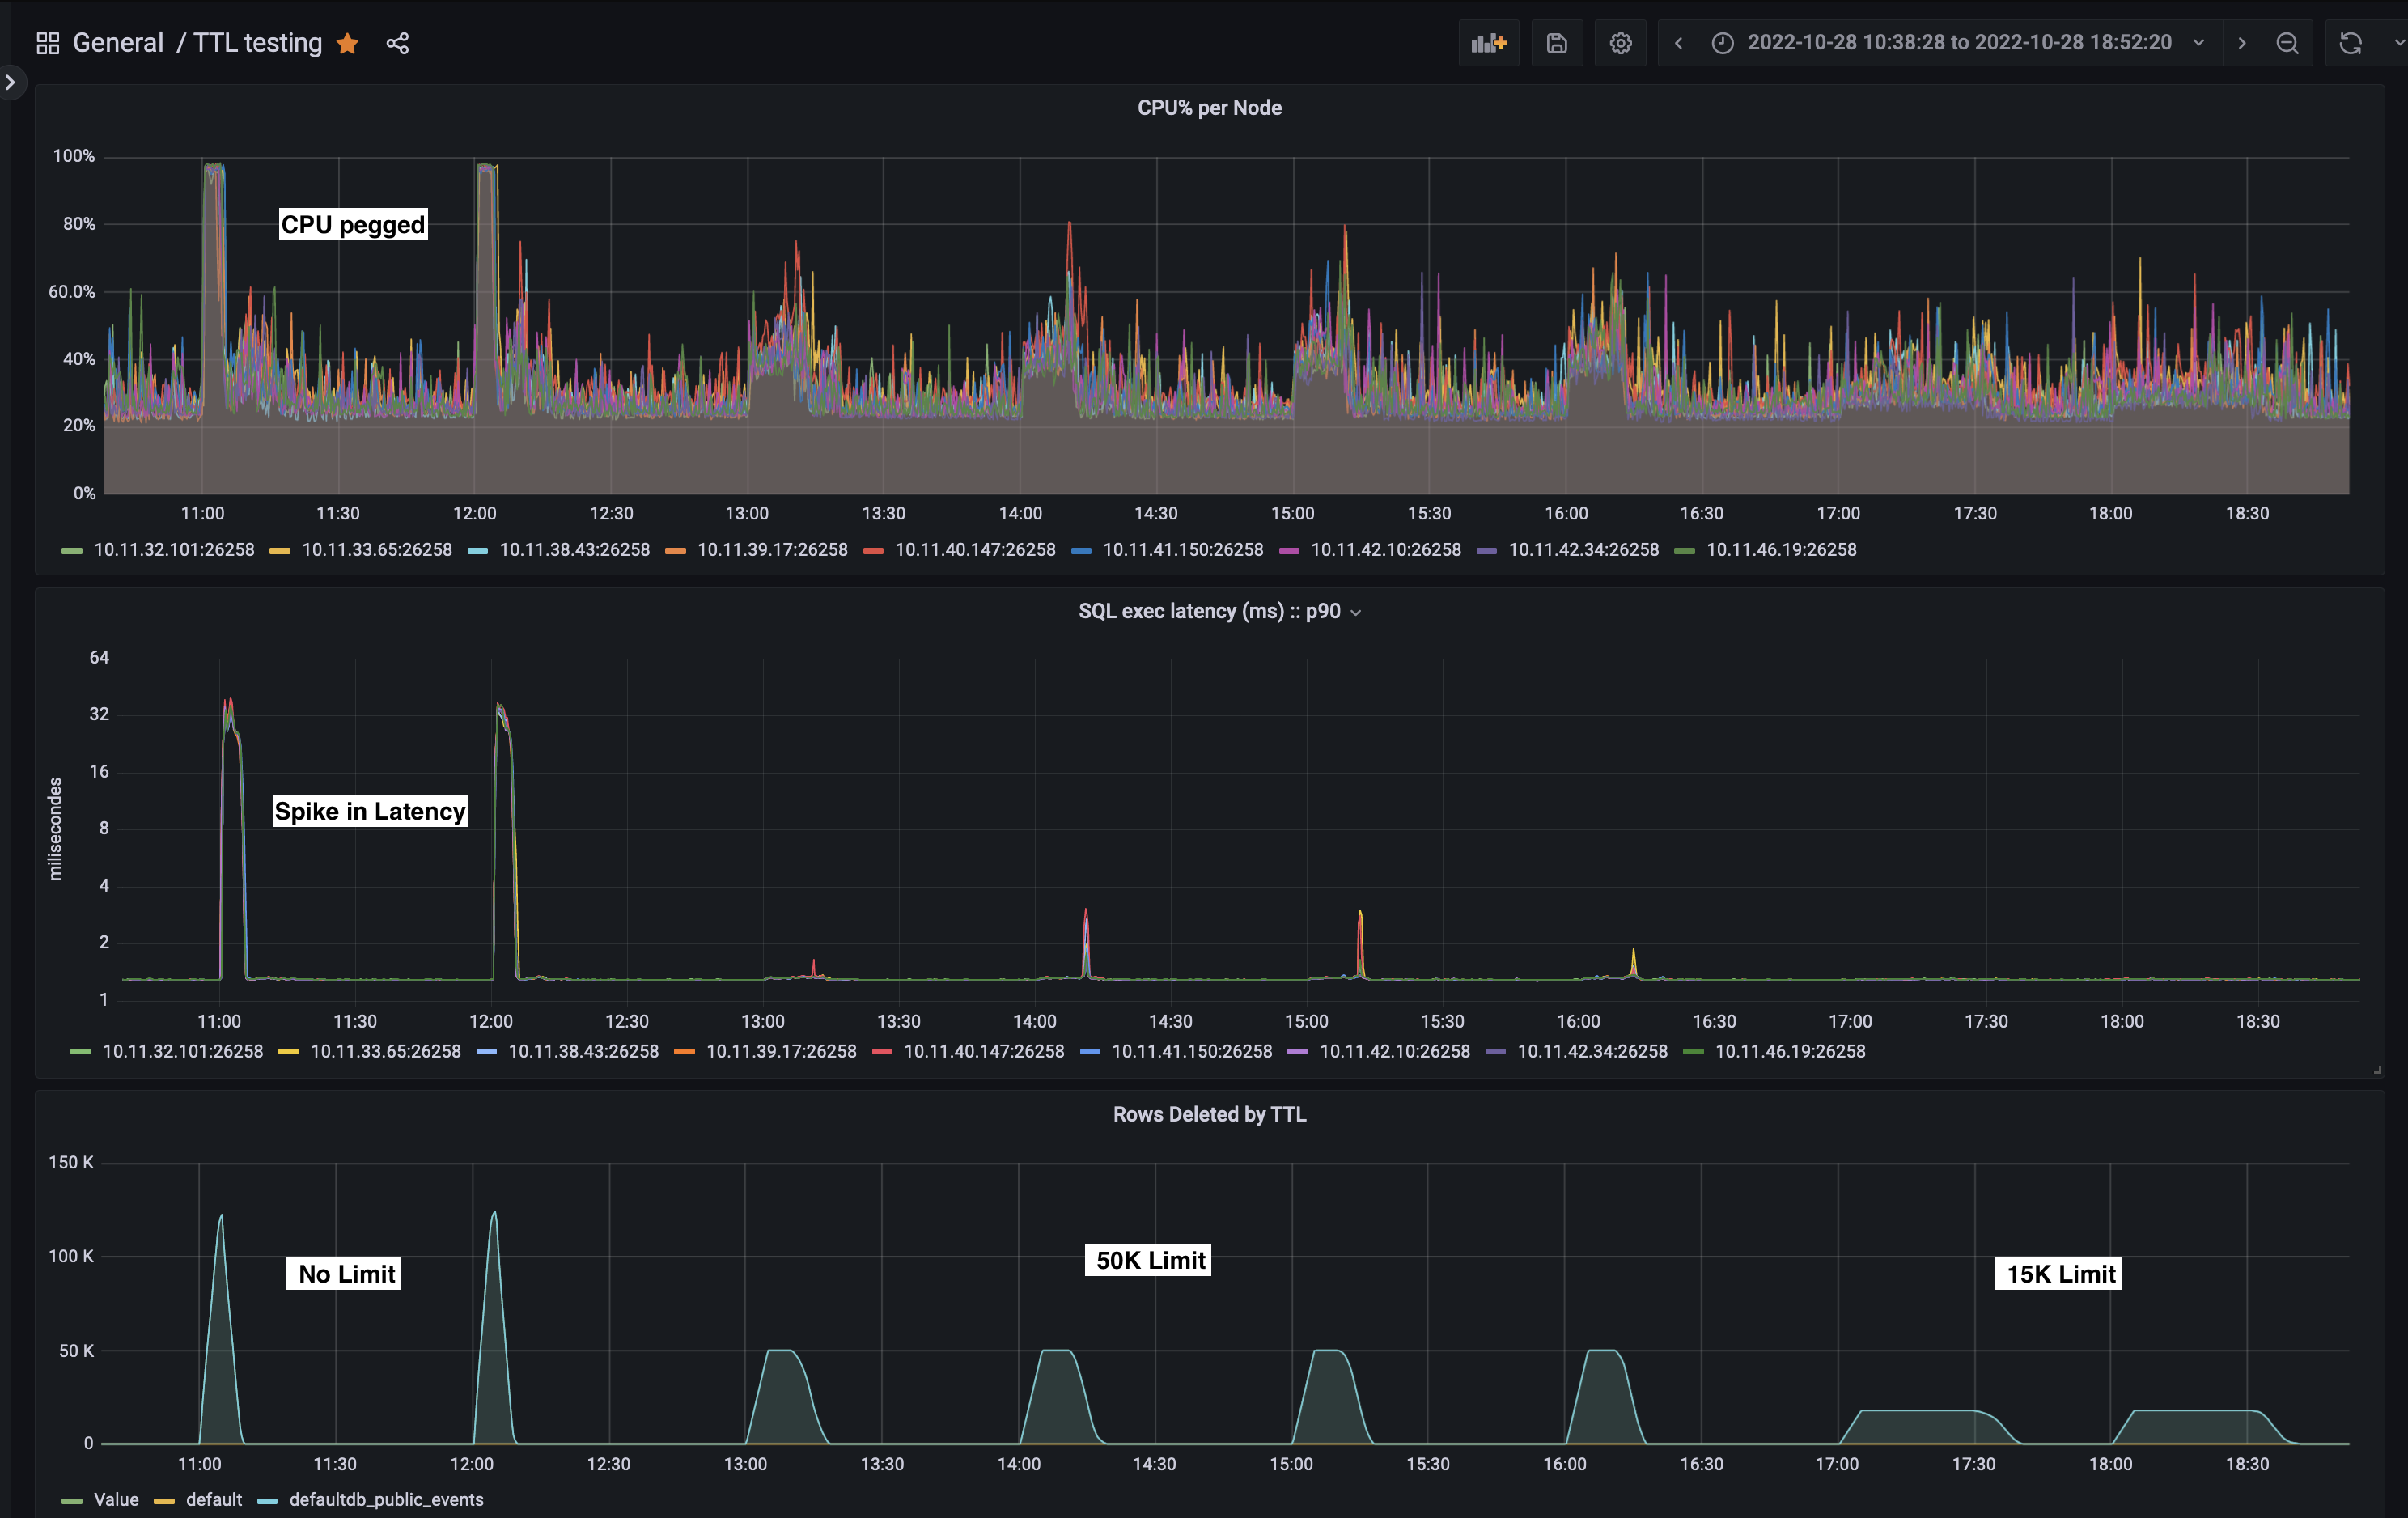 General / TTL testing
2022-10-28 10:38:28 to 2022-10-28 18:52:20
CPU% per Node
100%
80%
60.0%
40%
20%
0%
CPU pegged
11:00 11:30 12:00 12:30 13:00 13:30 14:00 14:30 15:00 15:30 16:00 16:30 17:00 17:30 18:00 18:30
10.11.32.101:26258 10.11.33.65:26258 10.11.38.43:26258 10.11.39.17:26258 10.11.40.147:26258 10.11.41.150:26258 10.11.42.10:26258 10.11.42.34:26258 10.11.46.19:26258
SQL exec latency (ms) :: p90
milisecondes
64
32
16
8
4
2
1
Spike in Latency
11:00 11:30 12:00 12:30 13:00 13:30 14:00 14:30 15:00 15:30 16:00 16:30 17:00 17:30 18:00 18:30
10.11.32.101:26258 10.11.33.65:26258 10.11.38.43:26258 10.11.39.17:26258 10.11.40.147:26258 10.11.41.150:26258 10.11.42.10:26258 10.11.42.34:26258 10.11.46.19:26258
Rows Deleted by TTL
150 K
100 K
50 K
0
No Limit
50K Limit
15K Limit
11:00 11:30 12:00 12:30 13:00 13:30 14:00 14:30 15:00 15:30 16:00 16:30 17:00 17:30 18:00 18:30
Value default defaultdb_public_events